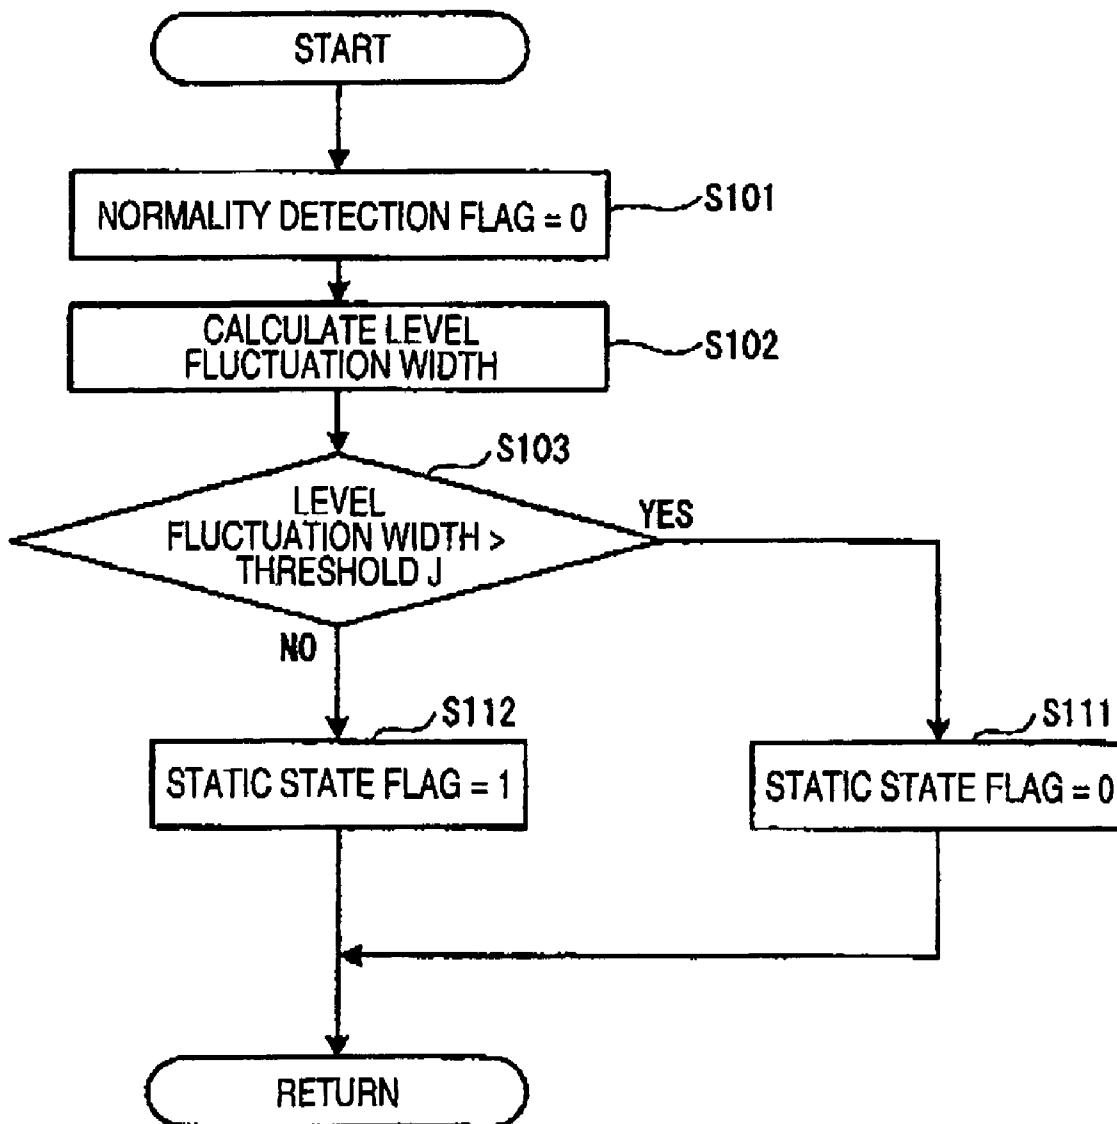 START
NORMALITY DETECTION FLAG = 0
S101
CALCULATE LEVEL
FLUCTUATION WIDTH
S102
S103
LEVEL
FLUCTUATION WIDTH >
THRESHOLD J
YES
NO
S112
STATIC STATE FLAG = 1
S111
STATIC STATE FLAG = 0
RETURN